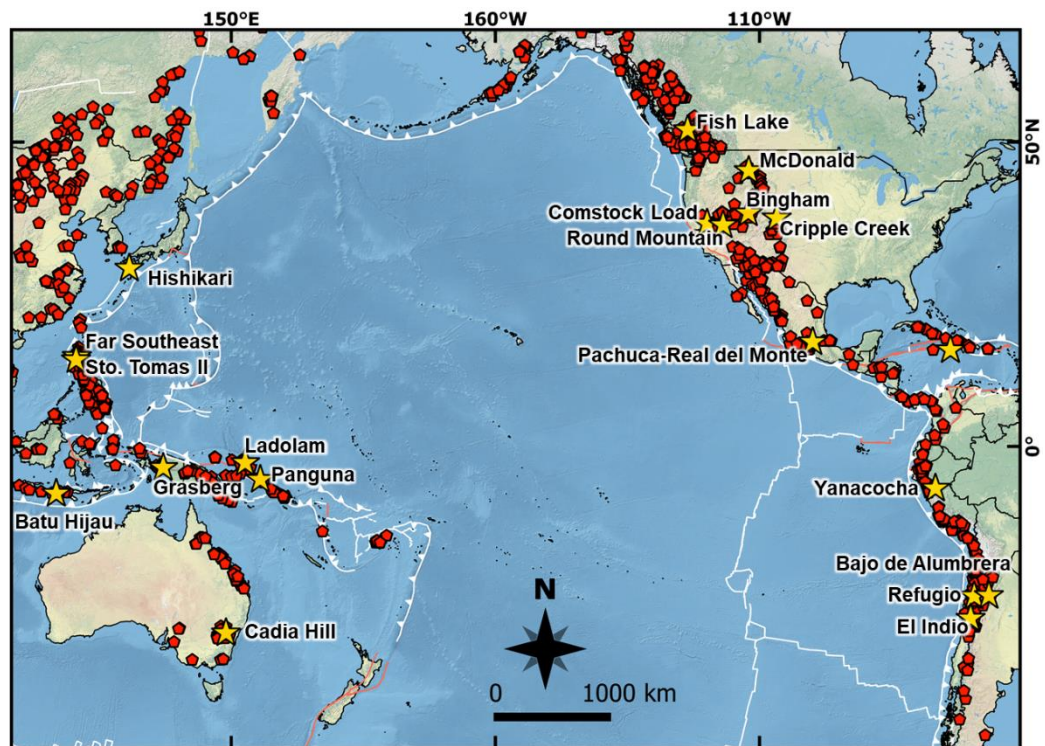 150°E
160°W
110°W
50°N
Fish Lake
McDonald
Bingham
Comstock Load
Cripple Creek
Round Mountain
Hishikari
Far Southeast
Sto. Tomas II
Pachuca-Real del Monte
Ladolam
0°
Panguna
Grasberg
Yanacocha
Batu Hijau
Bajo de Alumbrera
N
Refugio
El Indio
Cadia Hill
0 1000 km